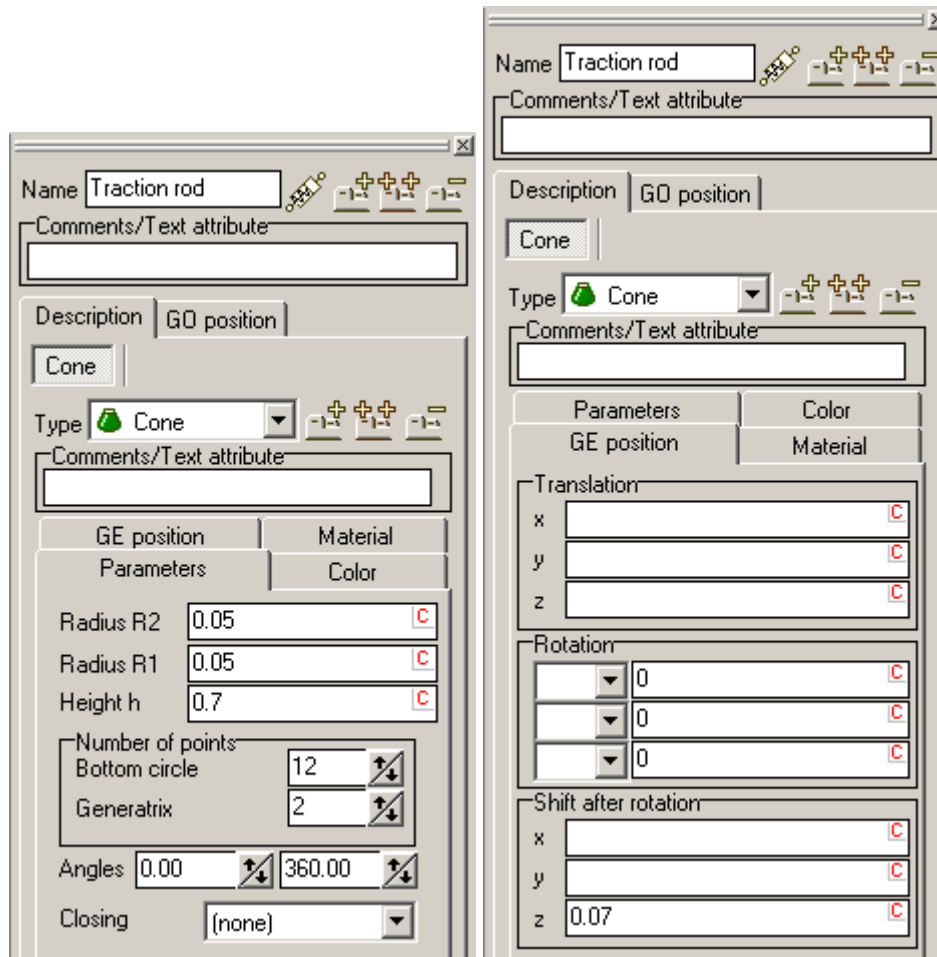 Name Traction rod
Comments/Text attribute
Description GO position
Cone
Type Cone
Comments/Text attribute
GE position Material
Parameters Color
Radius R2 0.05 C
Radius R1 0.05 C
Height h 0.7 C
Number of points
Bottom circle 12
Generatrix 2
Angles 0.00 360.00
Closing (none)
Name Traction rod
Comments/Text attribute
Description GO position
Cone
Type Cone
Comments/Text attribute
Parameters Color
GE position Material
Translation
x C
y C
z C
Rotation
0 C
0 C
0 C
Shift after rotation
x C
y C
z 0.07 C